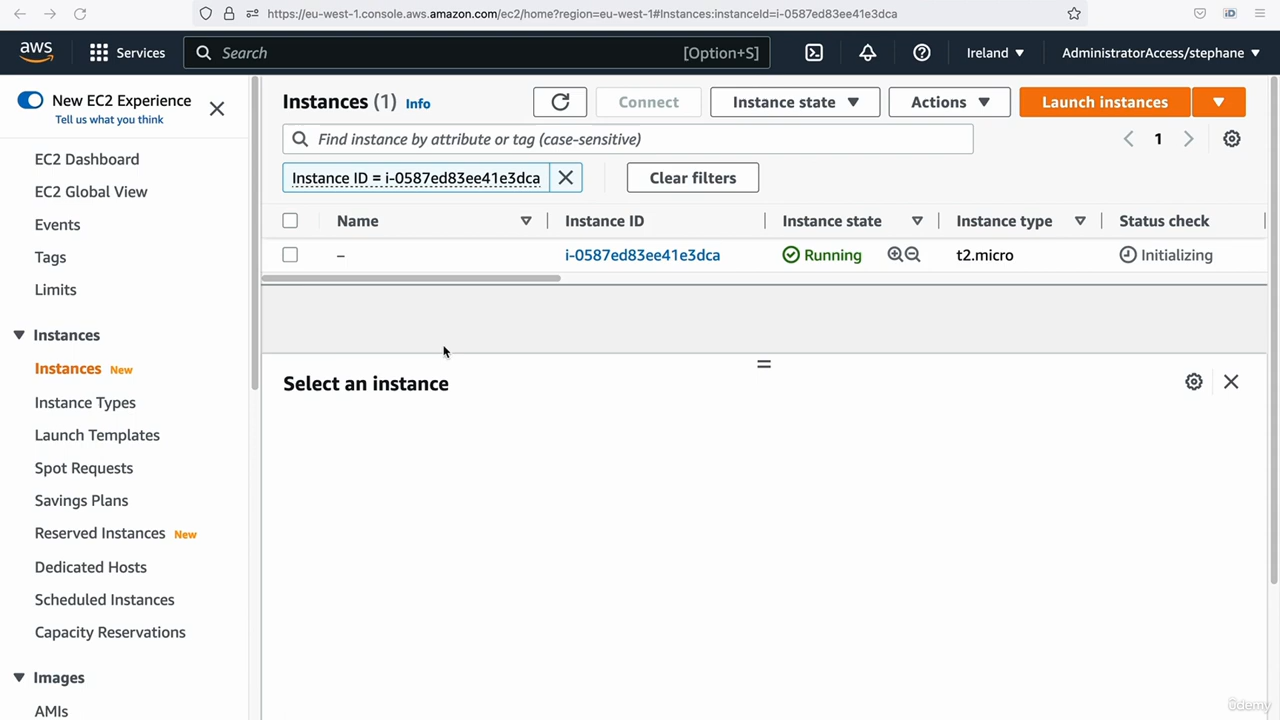 https://eu-west-1.console.aws.amazon.com/ec2/home?region=eu-west-1#Instances:instanceId=i-0587ed83ee41e3dca
aws Services Search [Option+S] Ireland AdministratorAccess/stephane
New EC2 Experience
Tell us what you think
EC2 Dashboard
EC2 Global View
Events
Tags
Limits
Instances
Instances New
Instance Types
Launch Templates
Spot Requests
Savings Plans
Reserved Instances New
Dedicated Hosts
Scheduled Instances
Capacity Reservations
Images
AMIs
Instances (1) Info Connect Instance state Actions Launch instances
Find instance by attribute or tag (case-sensitive) 1
Instance ID = i-0587ed83ee41e3dca Clear filters
Name Instance ID Instance state Instance type Status check
– i-0587ed83ee41e3dca Running t2.micro Initializing
Select an instance
ûdemy